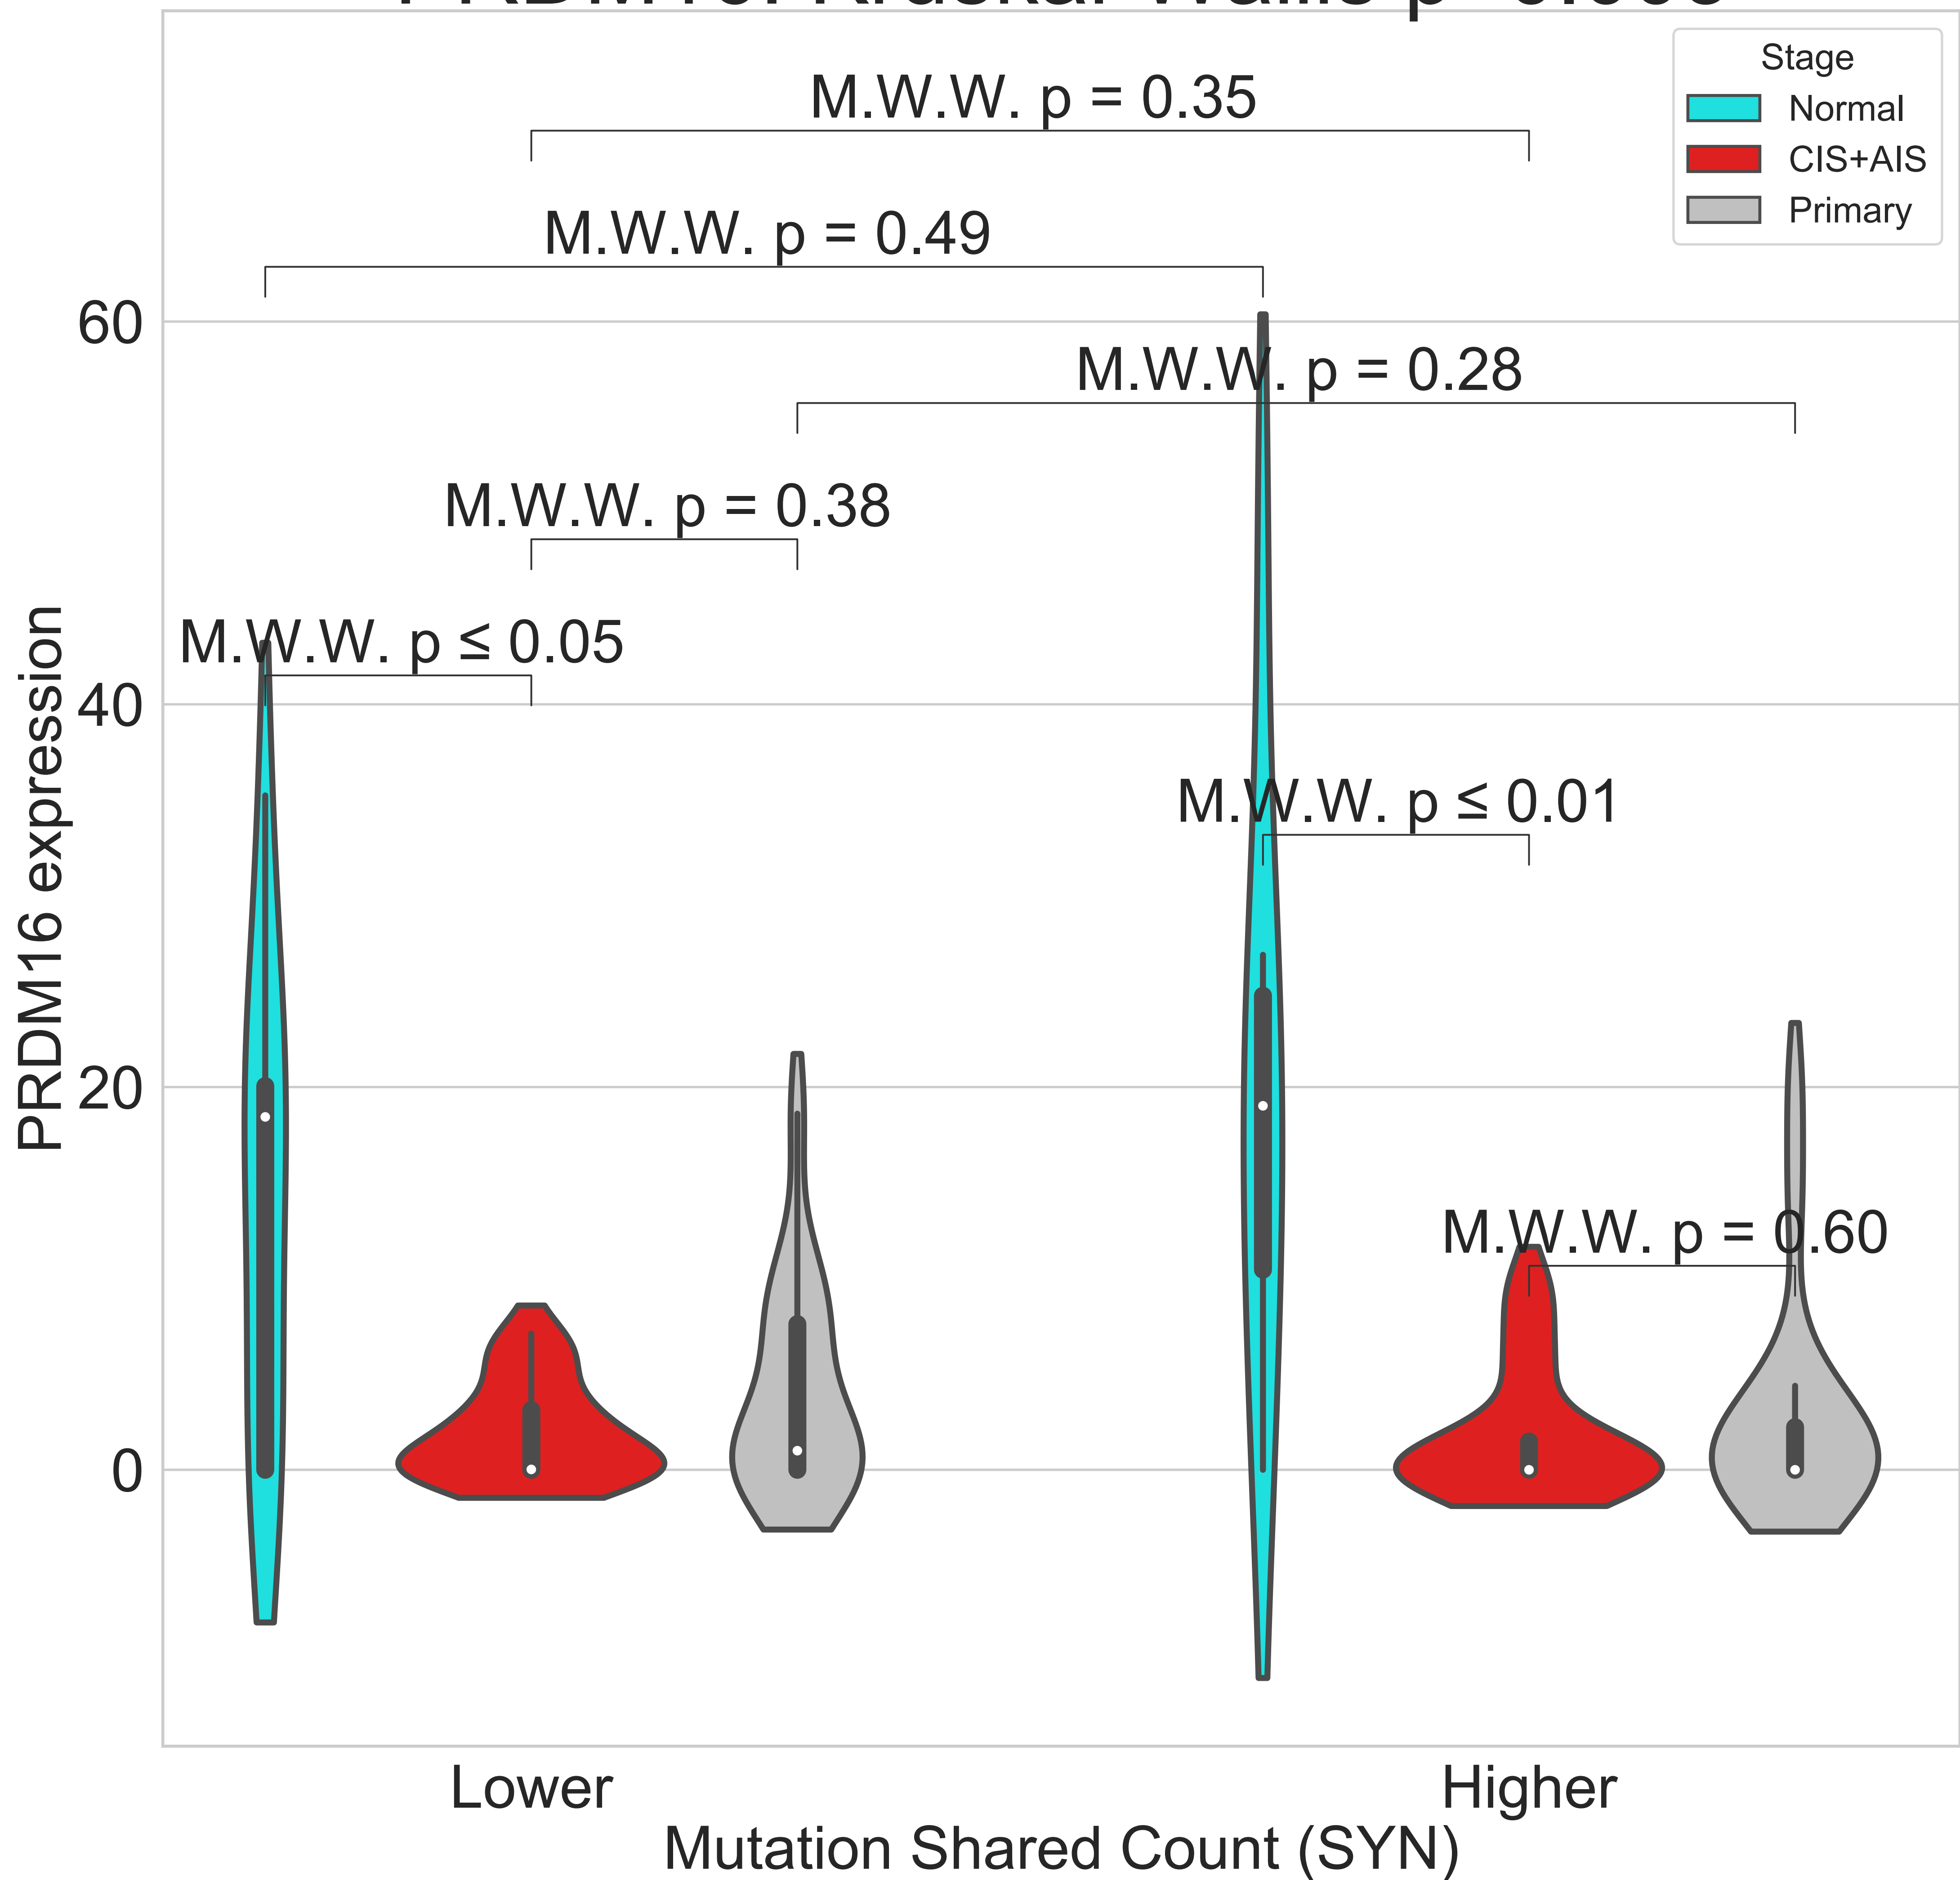 Stage
Normal
CIS+AIS
Primary
M.W.W. p = 0.35
M.W.W. p = 0.49
M.W.W. p = 0.28
M.W.W. p = 0.38
M.W.W. p ≤ 0.05
M.W.W. p ≤ 0.01
M.W.W. p = 0.60
60
40
20
0
PRDM16 expression
Lower
Higher
Mutation Shared Count (SYN)